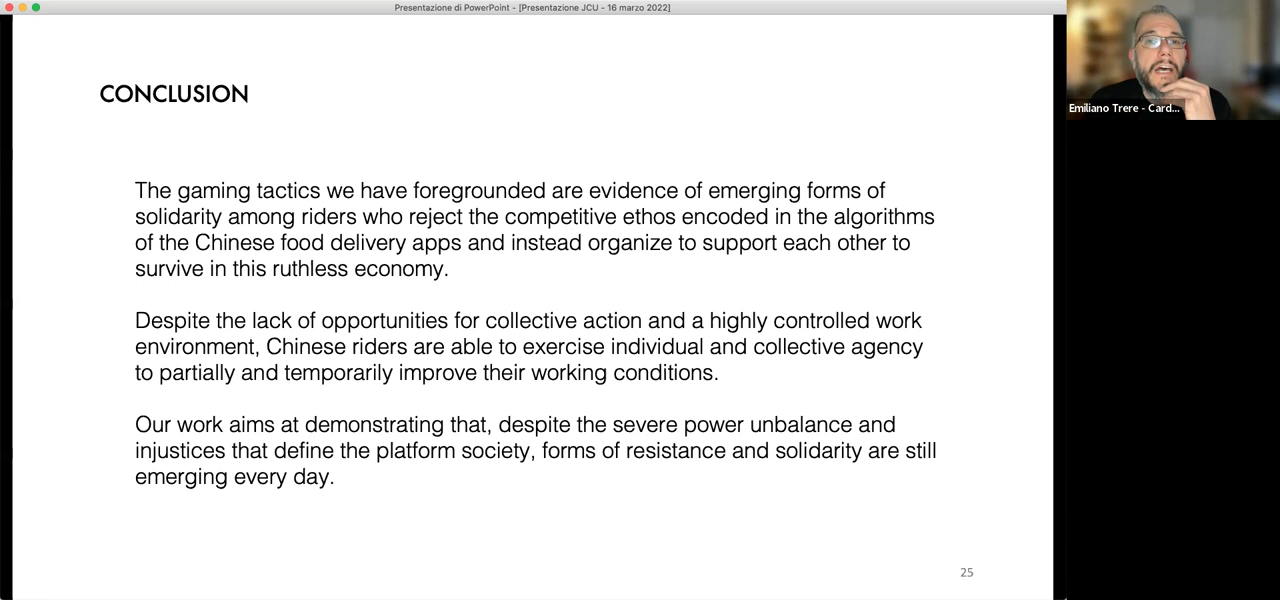 Presentazione di PowerPoint - [Presentazione JCU - 16 marzo 2022]
CONCLUSION
The gaming tactics we have foregrounded are evidence of emerging forms of
solidarity among riders who reject the competitive ethos encoded in the algorithms
of the Chinese food delivery apps and instead organize to support each other to
survive in this ruthless economy.
Despite the lack of opportunities for collective action and a highly controlled work
environment, Chinese riders are able to exercise individual and collective agency
to partially and temporarily improve their working conditions.
Our work aims at demonstrating that, despite the severe power unbalance and
injustices that define the platform society, forms of resistance and solidarity are still
emerging every day.
25
Emiliano Trere - Card...